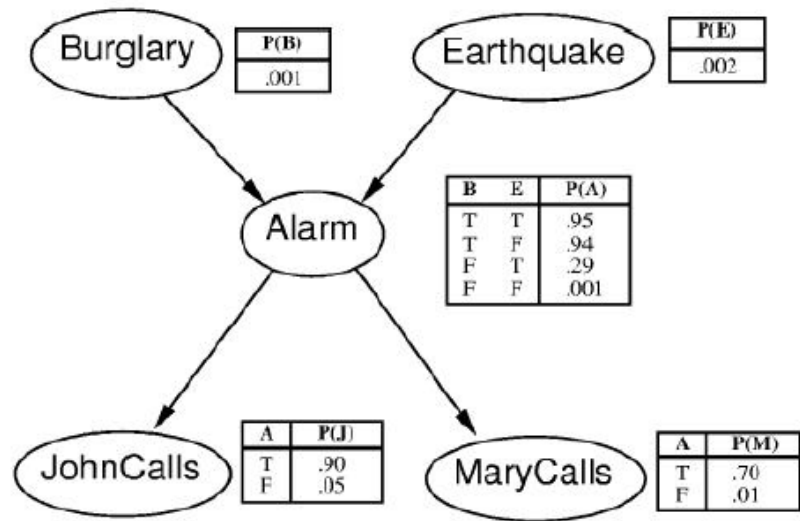 Burglary
P(B)
.001
Earthquake
P(E)
.002
Alarm
B E P(A)
T T .95
T F .94
F T .29
F F .001
JohnCalls
A P(J)
T .90
F .05
MaryCalls
A P(M)
T .70
F .01